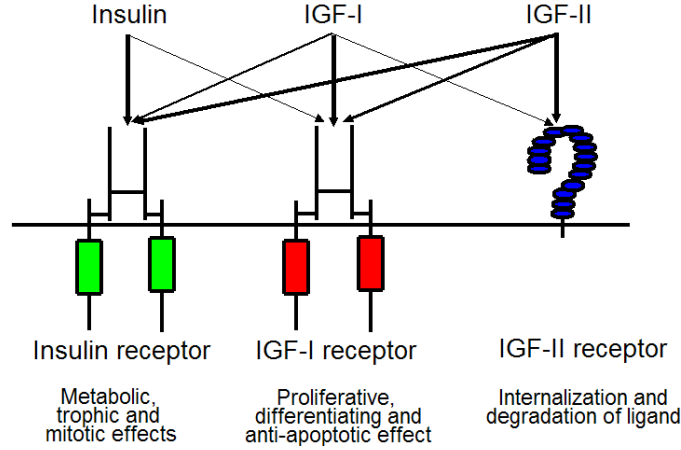 Insulin IGF-I IGF-II
Insulin receptor IGF-I receptor IGF-II receptor
Metabolic,
trophic and
mitotic effects
Proliferative,
differentiating and
anti-apoptotic effect
Internalization and
degradation of ligand